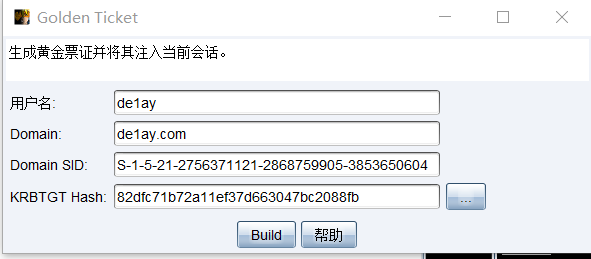 Golden Ticket
生成黄金票证并将其注入当前会话。
用户名: de1ay
Domain: de1ay.com
Domain SID: S-1-5-21-2756371121-2868759905-3853650604
KRBTGT Hash: 82dfc71b72a11ef37d663047bc2088fb ...
Build 帮助